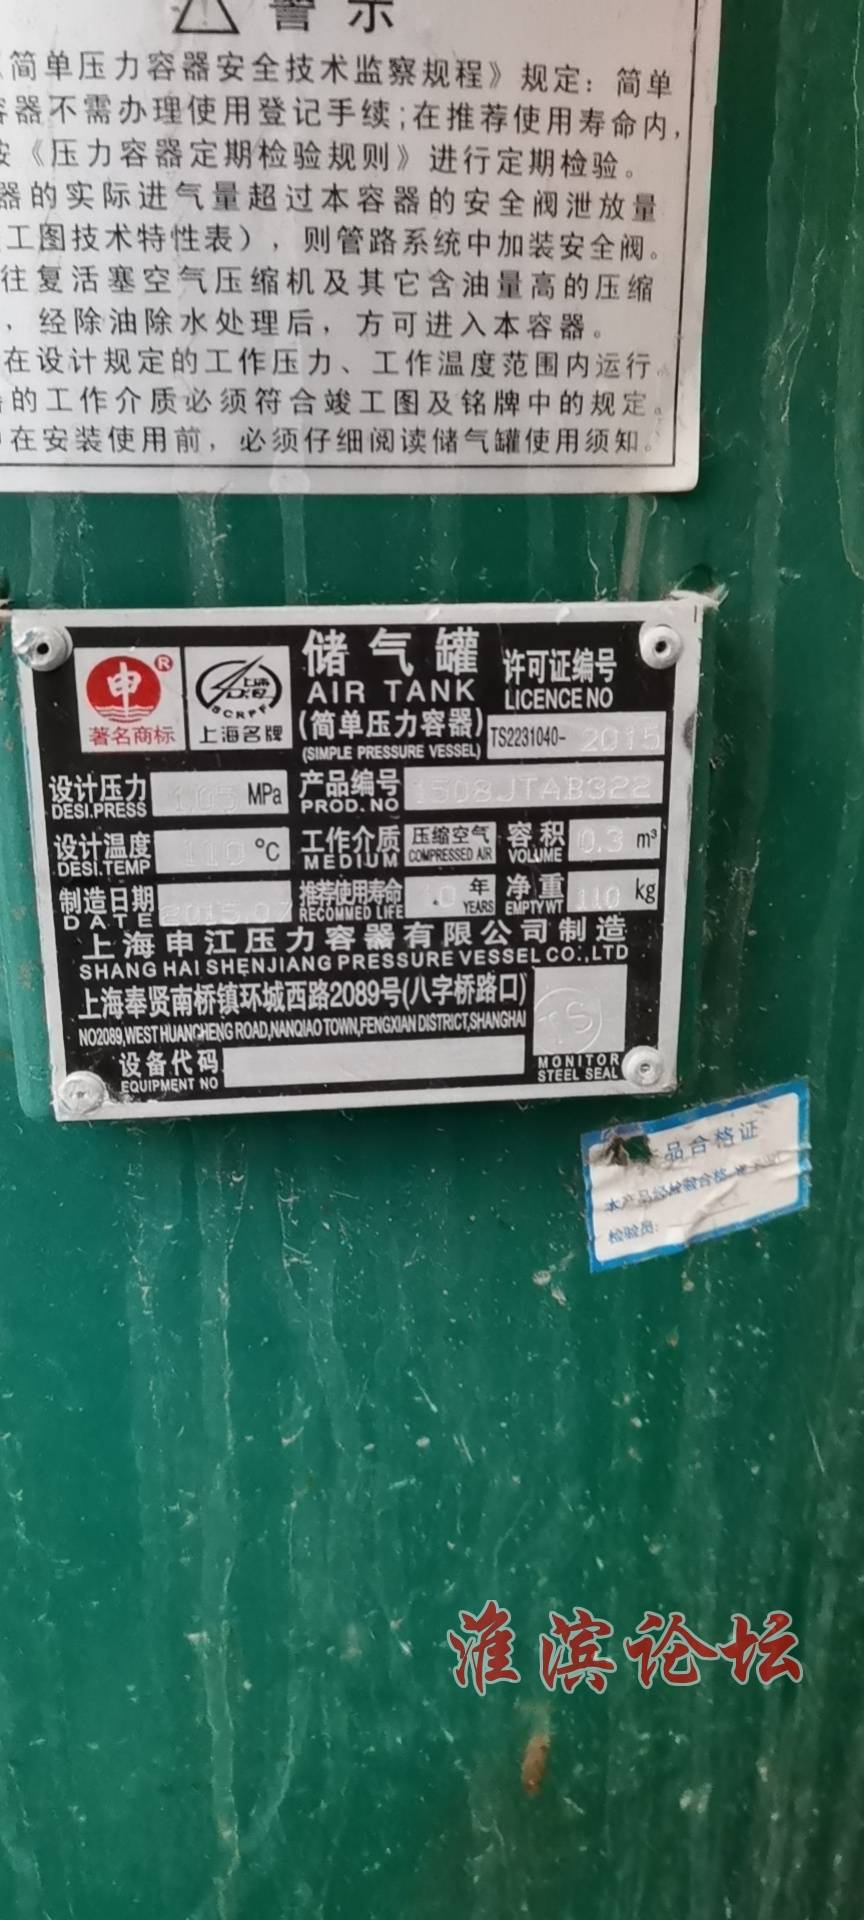 警示
简单压力容器安全技术监察规程》规定：简单
容器不需办理使用登记手续;在推荐使用寿命内,
按《压力容器定期检验规则》进行定期检验。
器的实际进气量超过本容器的安全阀泄放量
工图技术特性表），则管路系统中加装安全阀。
往复活塞空气压缩机及其它含油量高的压缩
，经除油除水处理后，方可进入本容器。
在设计规定的工作压力、工作温度范围内运行。
的工作介质必须符合竣工图及铭牌中的规定。
在安装使用前，必须仔细阅读储气罐使用须知。
申®
著名商标
上海
SCRPF
上海名牌
储气罐
AIR TANK
(简单压力容器)
(SIMPLE PRESSURE VESSEL)
许可证编号
LICENCE NO
TS2231040-2015
设计压力 MPa
DESI.PRESS
产品编号 1508JTAB322
PROD.NO
设计温度 110 ℃
DESI.TEMP
工作介质 压缩空气
MEDIUM COMPRESSED AIR
容积 0.3 m³
VOLUME
制造日期 2015.07
DATE
推荐使用寿命 年
RECOMMED LIFE YEARS
净重 110 kg
EMPTY WT
上海申江压力容器有限公司制造
SHANG HAI SHENJIANG PRESSURE VESSEL CO.,LTD
上海奉贤南桥镇环城西路2089号(八字桥路口)
NO2089,WEST HUANCHENG ROAD,NANQIAO TOWN,FENGXIAN DISTRICT,SHANGHAI
设备代码
EQUIPMENT NO
TS
MONITOR
STEEL SEAL
产品合格证
本产品经检验合格
检验员:
淮滨论坛